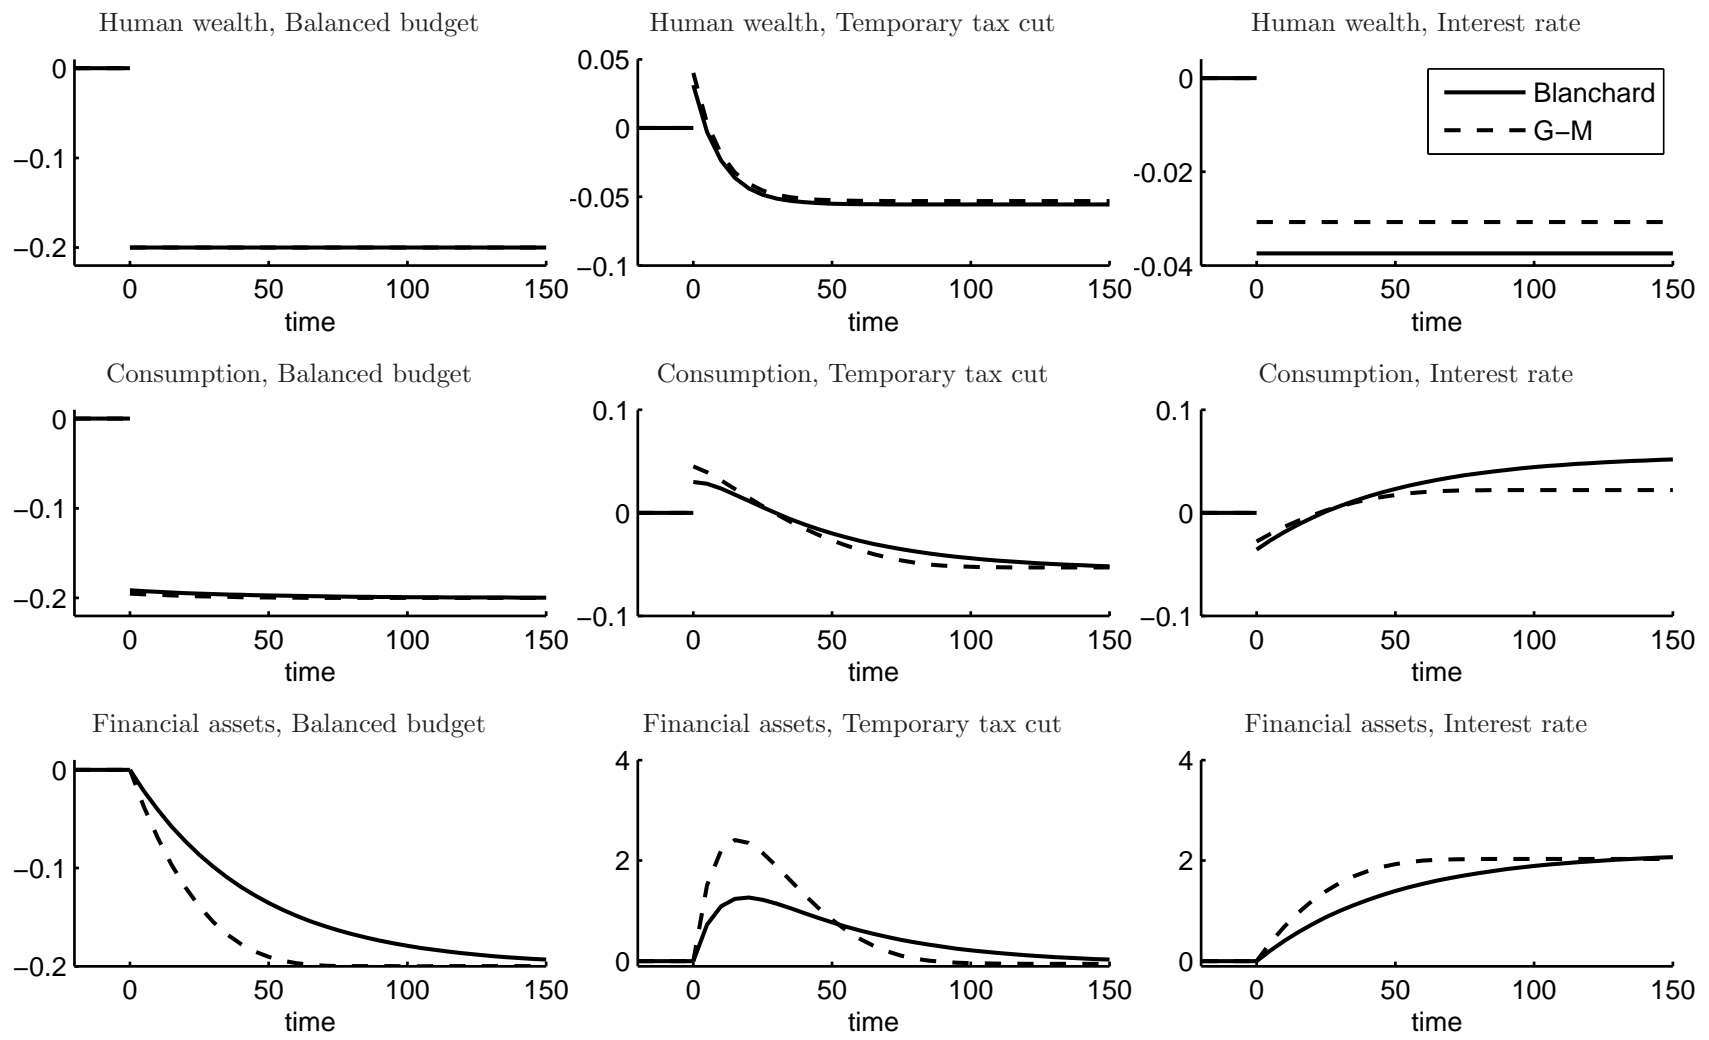 Human wealth, Balanced budget
0
−0.1
−0.2
0 50 100 150
time
Human wealth, Temporary tax cut
0.05
0
-0.05
−0.1
0 50 100 150
time
Human wealth, Interest rate
0
-0.02
-0.04
0 50 100 150
time
Blanchard
G−M
Consumption, Balanced budget
0
−0.1
−0.2
0 50 100 150
time
Consumption, Temporary tax cut
0.1
0
−0.1
0 50 100 150
time
Consumption, Interest rate
0.1
0
−0.1
0 50 100 150
time
Financial assets, Balanced budget
0
−0.1
−0.2
0 50 100 150
time
Financial assets, Temporary tax cut
4
2
0
0 50 100 150
time
Financial assets, Interest rate
4
2
0
0 50 100 150
time